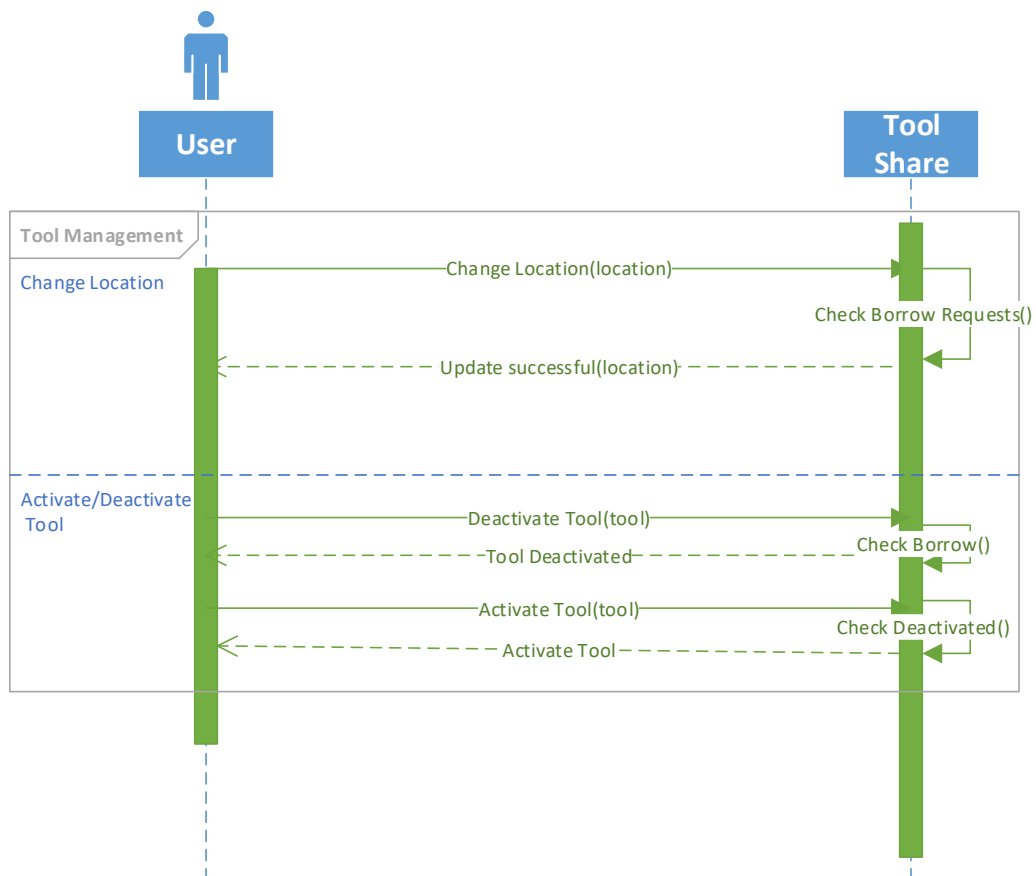 User
Tool
Share
Tool Management
Change Location
Change Location(location)
Check Borrow Requests()
Update successful(location)
Activate/Deactivate
Tool
Deactivate Tool(tool)
Check Borrow()
Tool Deactivated
Activate Tool(tool)
Check Deactivated()
Activate Tool